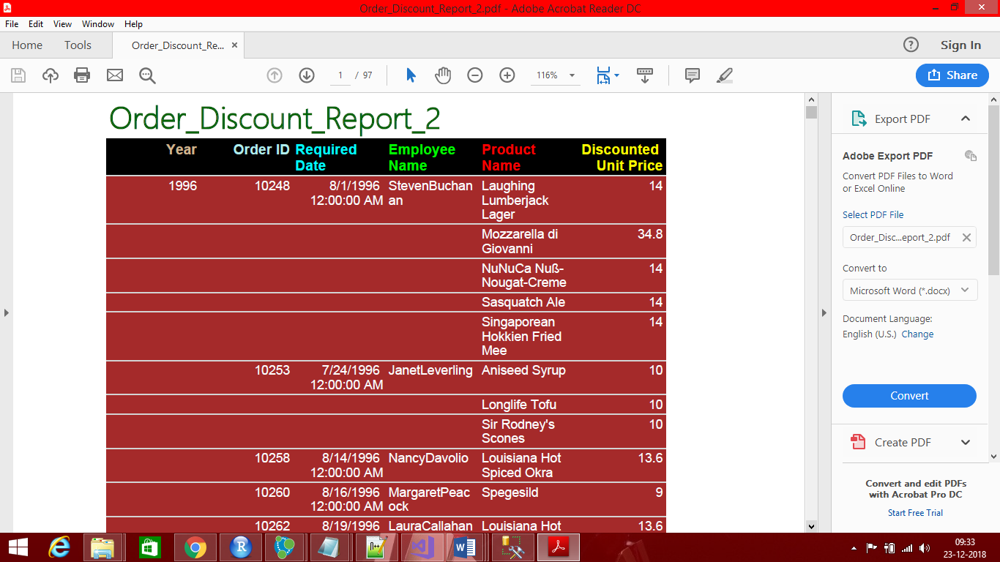 Order_Discount_Report_2.pdf - Adobe Acrobat Reader DC
File Edit View Window Help
Home Tools Order_Discount_Re... × ? Sign In
1 / 97 116% Share
Order_Discount_Report_2
Year Order ID Required Date Employee Name Product Name Discounted Unit Price
1996 10248 8/1/1996 StevenBuchan Laughing 14
12:00:00 AM an Lumberjack
Lager
Mozzarella di 34.8
Giovanni
NuNuCa Nuß- 14
Nougat-Creme
Sasquatch Ale 14
Singaporean 14
Hokkien Fried
Mee
10253 7/24/1996 JanetLeverling Aniseed Syrup 10
12:00:00 AM
Longlife Tofu 10
Sir Rodney's 10
Scones
10258 8/14/1996 NancyDavolio Louisiana Hot 13.6
12:00:00 AM Spiced Okra
10260 8/16/1996 MargaretPeac Spegesild 9
12:00:00 AM ock
10262 8/19/1996 LauraCallahan Louisiana Hot 13.6
Export PDF
Adobe Export PDF
Convert PDF Files to Word
or Excel Online
Select PDF File
Order_Disc...eport_2.pdf
Convert to
Microsoft Word (*.docx)
Document Language:
English (U.S.) Change
Convert
Create PDF
Convert and edit PDFs
with Acrobat Pro DC
Start Free Trial
09:33
23-12-2018